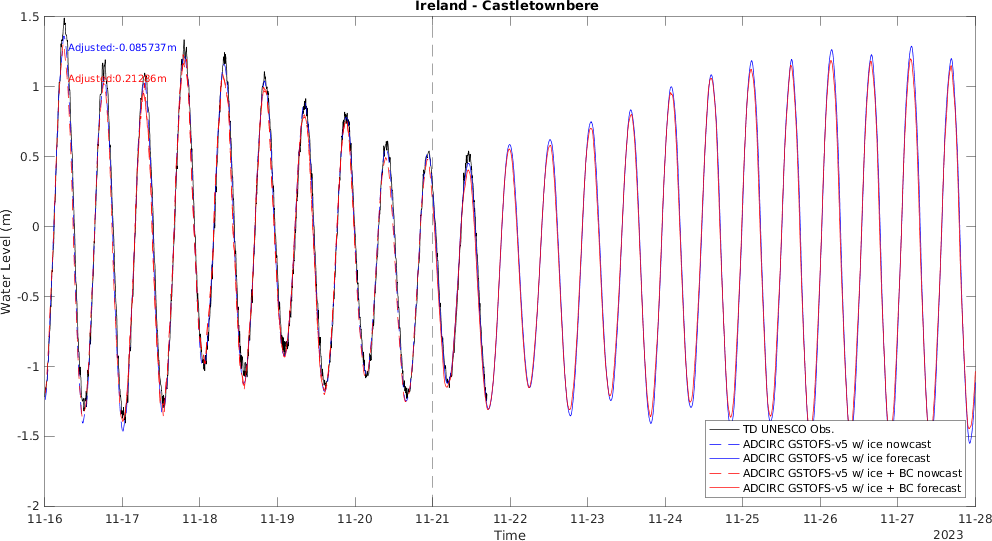 Ireland - Castletownbere
Adjusted:-0.085737m
Water Level (m)
1.5
1
0.5
0
-0.5
-1
-1.5
-2
11-16
11-17
11-18
11-19
11-20
11-21
11-22
11-23
11-24
11-25
11-26
11-27
11-28
Time
2023
TD UNESCO Obs.
ADCIRC GSTOFS-v5 w/ ice nowcast
ADCIRC GSTOFS-v5 w/ ice forecast
ADCIRC GSTOFS-v5 w/ ice + BC nowcast
ADCIRC GSTOFS-v5 w/ ice + BC forecast